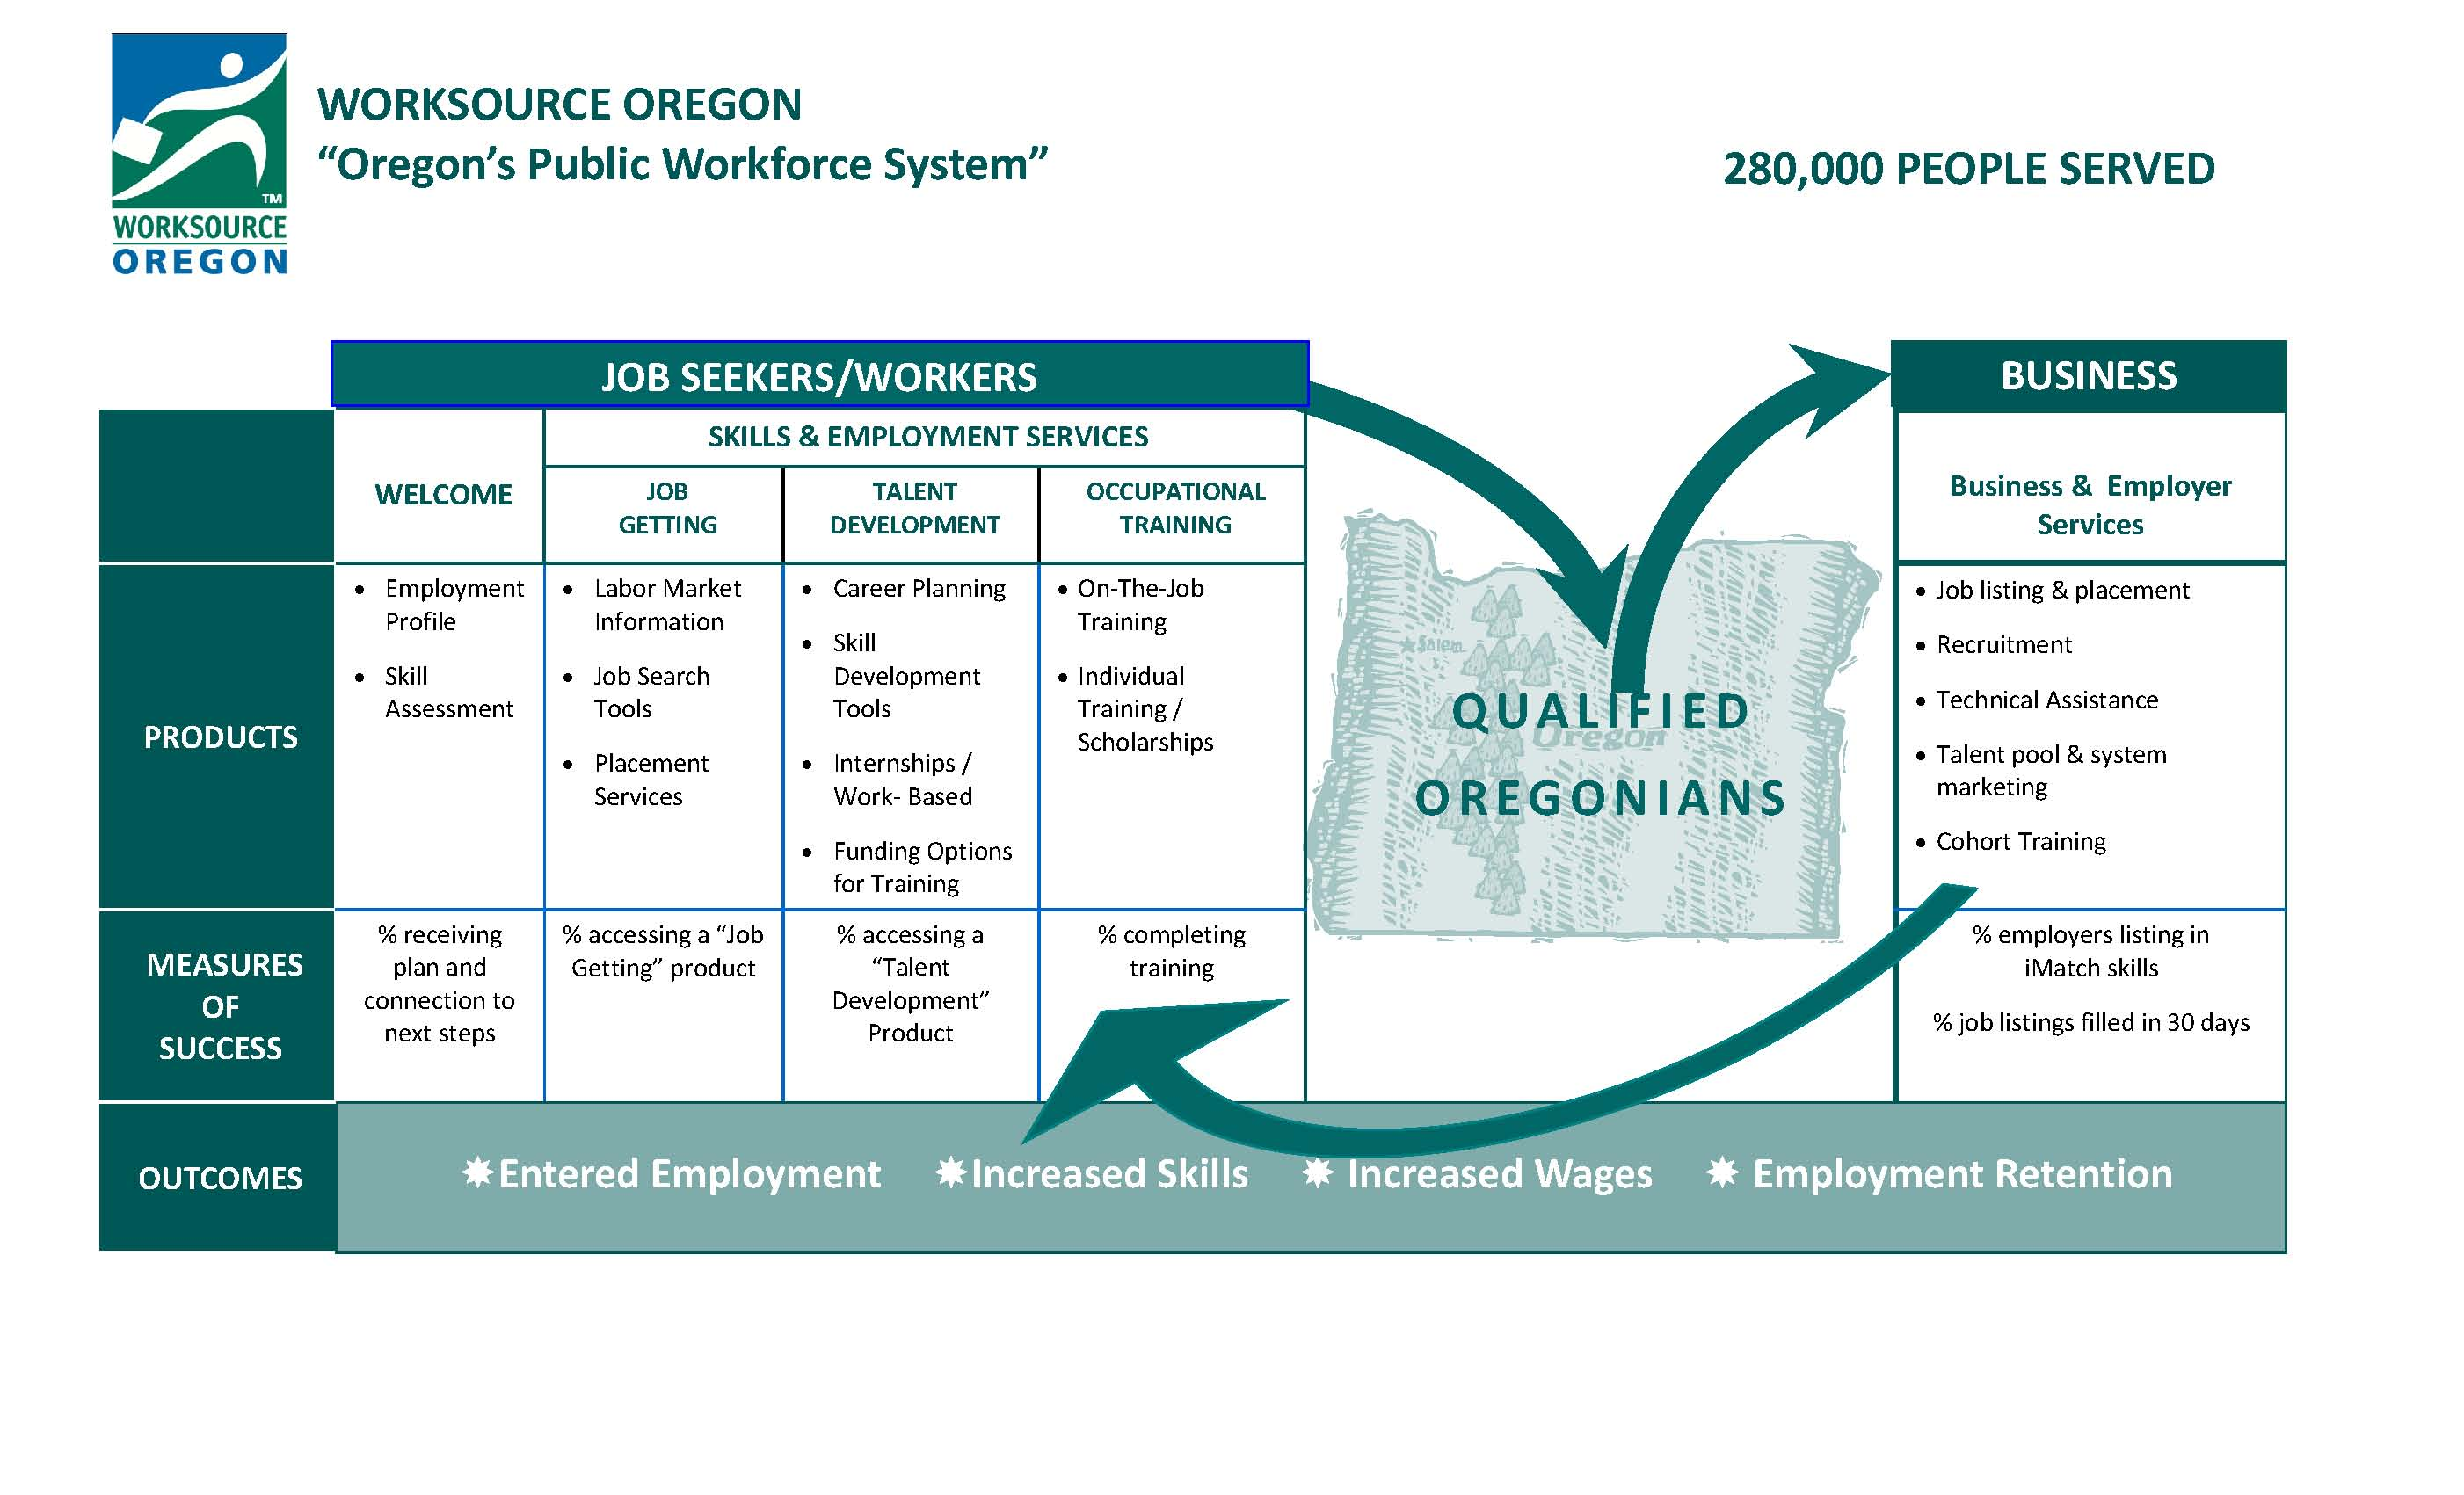 WORKSOURCE OREGON
“Oregon’s Public Workforce System”
280,000 PEOPLE SERVED
TM
WORKSOURCE
OREGON
JOB SEEKERS/WORKERS
BUSINESS
SKILLS & EMPLOYMENT SERVICES
WELCOME
JOB
GETTING
TALENT
DEVELOPMENT
OCCUPATIONAL
TRAINING
Business & Employer
Services
PRODUCTS
• Employment
Profile
• Skill
Assessment
• Labor Market
Information
• Job Search
Tools
• Placement
Services
• Career Planning
• Skill
Development
Tools
• Internships /
Work- Based
• Funding Options
for Training
• On-The-Job
Training
• Individual
Training /
Scholarships
Salem
Oregon
QUALIFIED
OREGONIANS
• Job listing & placement
• Recruitment
• Technical Assistance
• Talent pool & system
marketing
• Cohort Training
MEASURES
OF
SUCCESS
% receiving
plan and
connection to
next steps
% accessing a “Job
Getting” product
% accessing a
“Talent
Development”
Product
% completing
training
% employers listing in
iMatch skills
% job listings filled in 30 days
OUTCOMES
Entered Employment
Increased Skills
Increased Wages
Employment Retention